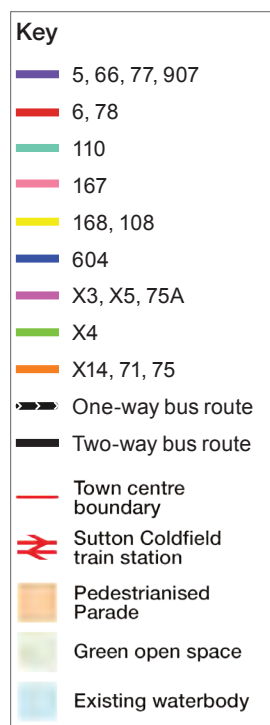 Key
5, 66, 77, 907
6, 78
110
167
168, 108
604
X3, X5, 75A
X4
X14, 71, 75
One-way bus route
Two-way bus route
Town centre
boundary
Sutton Coldfield
train station
Pedestrianised
Parade
Green open space
Existing waterbody